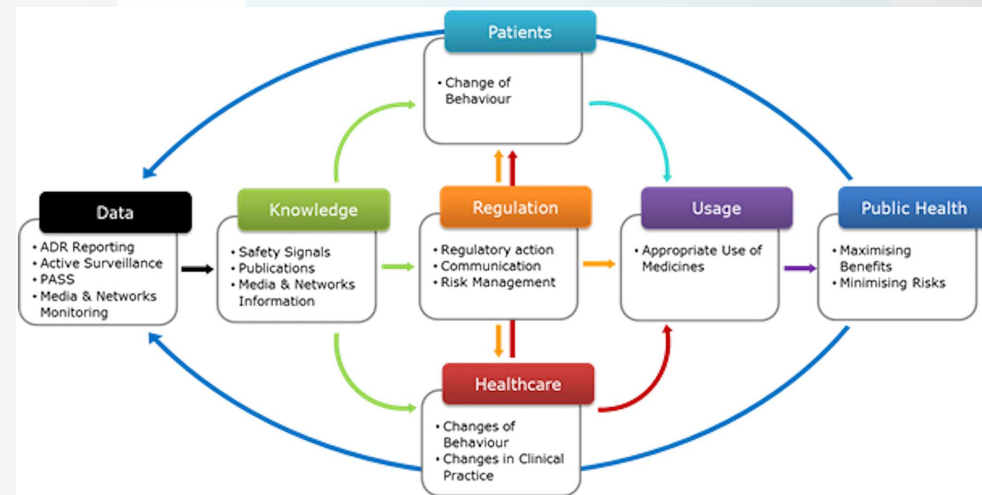 Patients
• Change of
Behaviour
Data
• ADR Reporting
• Active Surveillance
• PASS
• Media & Networks
Monitoring
Knowledge
• Safety Signals
• Publications
• Media & Networks
Information
Regulation
• Regulatory action
• Communication
• Risk Management
Usage
• Appropriate Use of
Medicines
Public Health
• Maximising
Benefits
• Minimising Risks
Healthcare
• Changes of
Behaviour
• Changes in Clinical
Practice